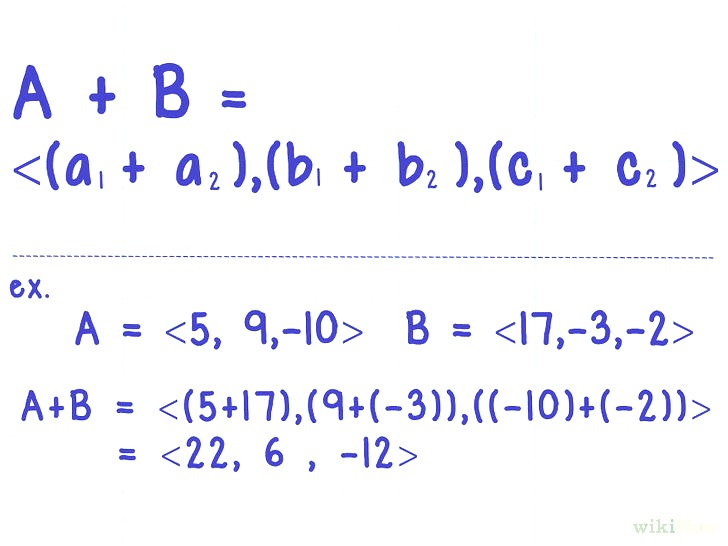 A + B =
<(a₁ + a₂),(b₁ + b₂),(c₁ + c₂)>
ex.
A = <5, 9,-10> B = <17,-3,-2>
A+B = <(5+17),(9+(-3)),((-10)+(-2))>
= <22, 6 , -12>
wiki